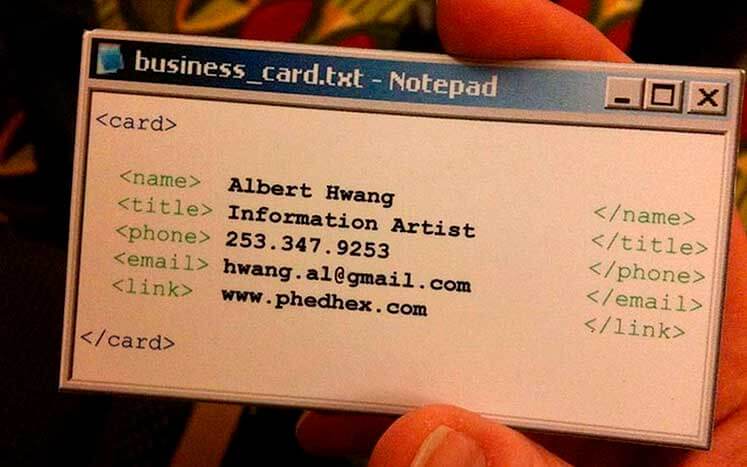 business_card.txt - Notepad
<card>
<name> Albert Hwang </name>
<title> Information Artist </title>
<phone> 253.347.9253 </phone>
<email> hwang.al@gmail.com </email>
<link> www.phedhex.com </link>
</card>